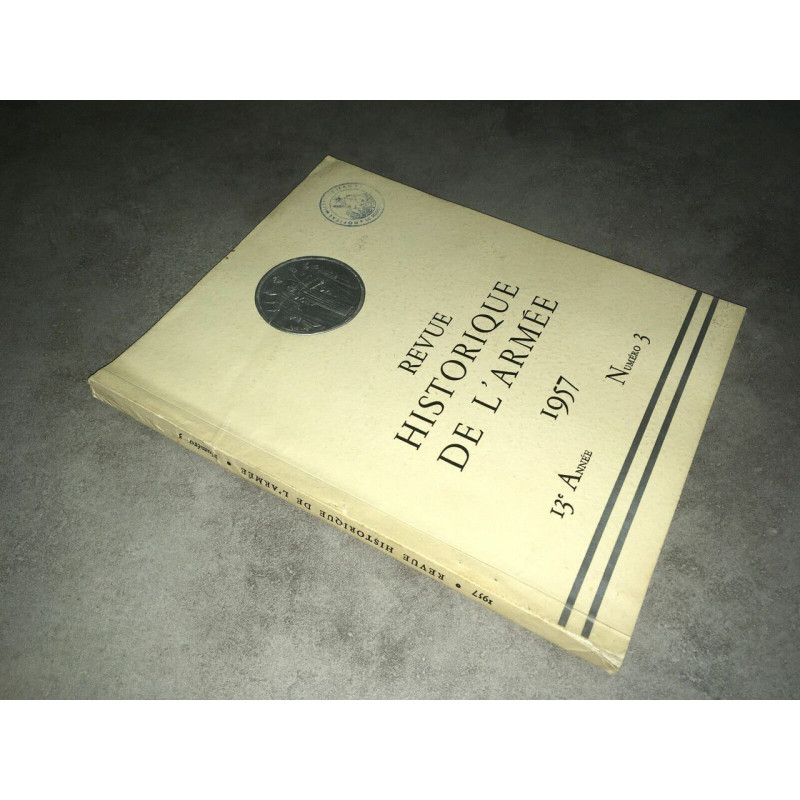 REVUE
HISTORIQUE
DE L'ARMÉE
1957
13e ANNÉE
NUMÉRO 3
1957 • REVUE HISTORIQUE DE L'ARMÉE • Numéro 3